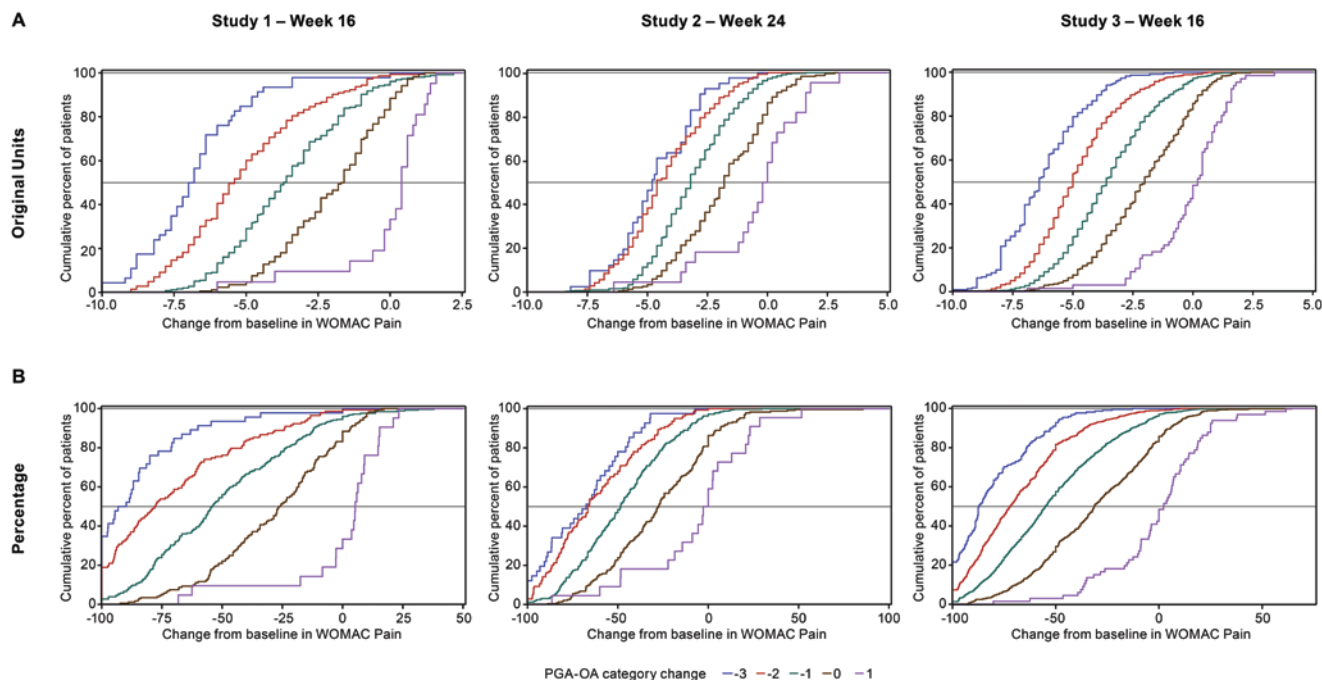 A
Study 1 – Week 16
Study 2 – Week 24
Study 3 – Week 16
Original Units
Cumulative percent of patients
100
80
60
40
20
0
-10.0 -7.5 -5.0 -2.5 0.0 2.5
Change from baseline in WOMAC Pain
Cumulative percent of patients
100
80
60
40
20
0
-10.0 -7.5 -5.0 -2.5 0.0 2.5 5.0
Change from baseline in WOMAC Pain
Cumulative percent of patients
100
80
60
40
20
0
-10.0 -7.5 -5.0 -2.5 0.0 2.5 5.0
Change from baseline in WOMAC Pain
B
Percentage
Cumulative percent of patients
100
80
60
40
20
0
-100 -75 -50 -25 0 25 50
Change from baseline in WOMAC Pain
Cumulative percent of patients
100
80
60
40
20
0
-100 -50 0 50 100
Change from baseline in WOMAC Pain
Cumulative percent of patients
100
80
60
40
20
0
-100 -50 0 50
Change from baseline in WOMAC Pain
PGA-OA category change -3 -2 -1 0 1